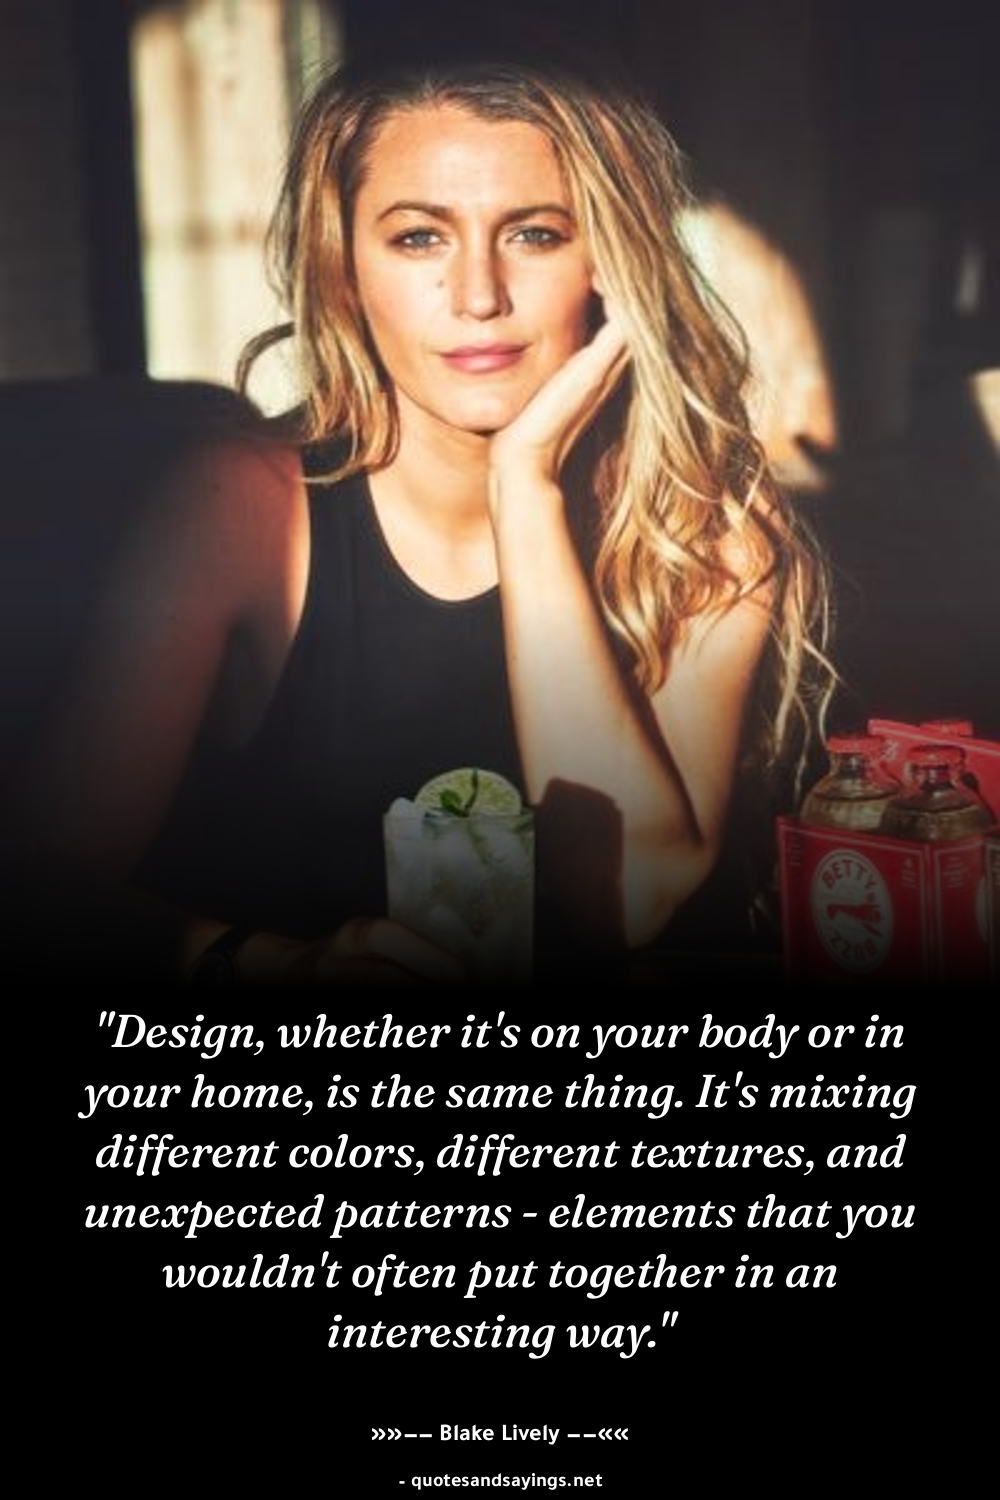 BETTY
BUZZ
"Design, whether it's on your body or in
your home, is the same thing. It's mixing
different colors, different textures, and
unexpected patterns - elements that you
wouldn't often put together in an
interesting way."
»»–– Blake Lively ––««
- quotesandsayings.net